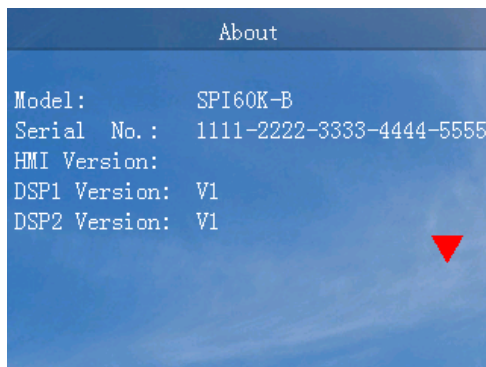 About
Model: SPI60K-B
Serial No.: 1111-2222-3333-4444-5555
HMI Version:
DSP1 Version: V1
DSP2 Version: V1